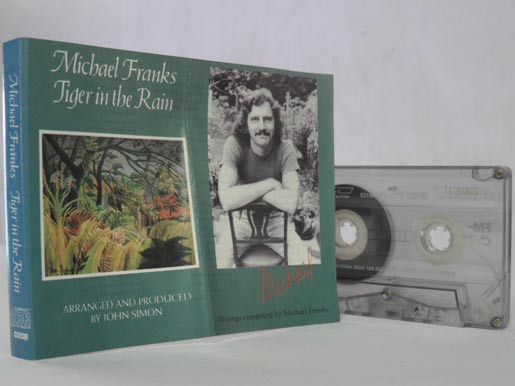 Michael Franks
Tiger in the Rain
ARRANGED AND PRODUCED
BY JOHN SIMON
Michael
All songs composed by Michael Franks
Michael Franks Tiger in the Rain
FM-